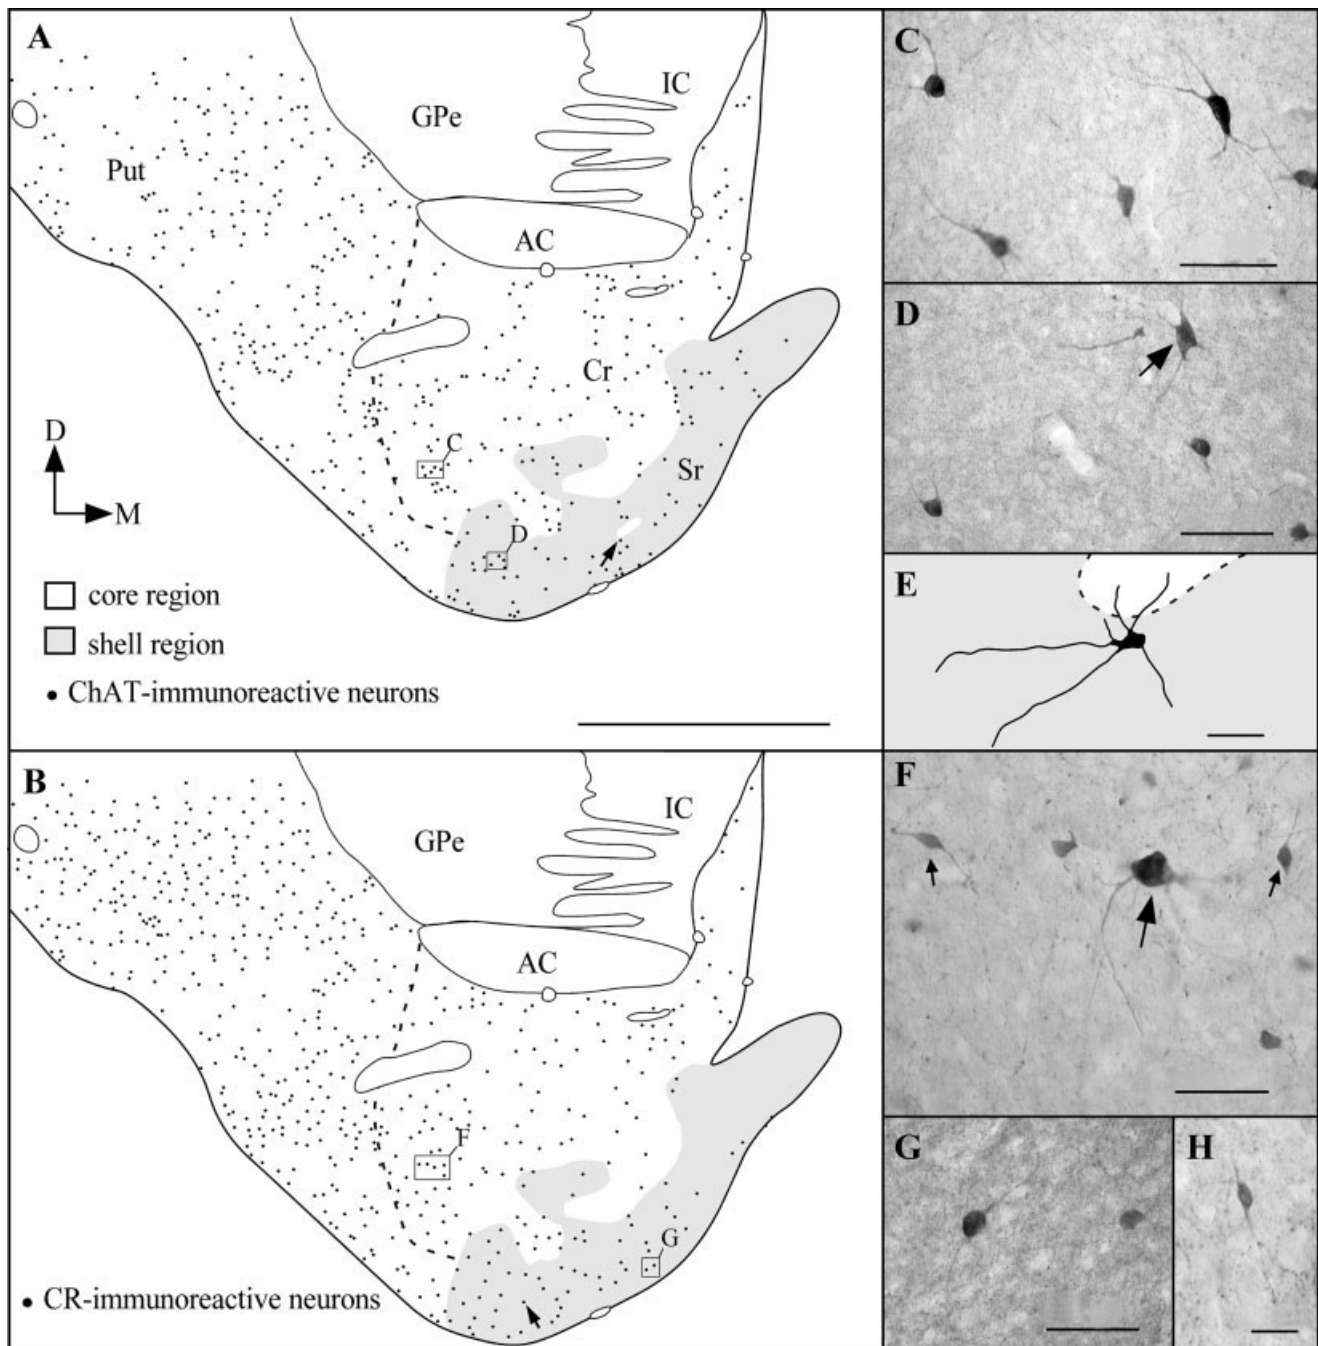 A
IC
GPe
Put
AC
Cr
C
Sr
D
D
M
core region
shell region
• ChAT-immunoreactive neurons
B
IC
GPe
AC
F
G
• CR-immunoreactive neurons
C
D
E
F
G
H